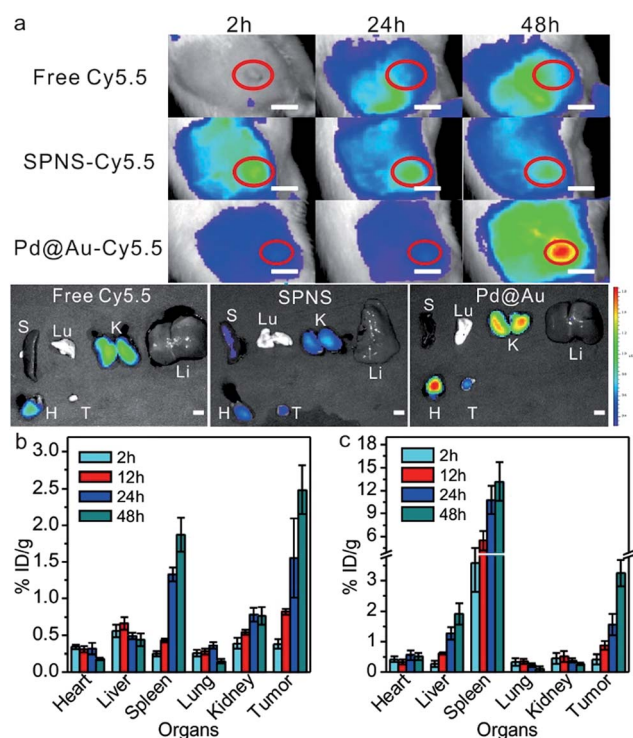 a
2h 24h 48h
Free Cy5.5
SPNS-Cy5.5
Pd@Au-Cy5.5
Free Cy5.5 SPNS Pd@Au
S Lu K Li H T
S Lu K Li H T
S Lu K Li H T
b
% ID/g
3.0
2.5
2.0
1.5
1.0
0.5
0.0
2h
12h
24h
48h
Heart Liver Spleen Lung Kidney Tumor
Organs
c
% ID/g
18
15
12
9
6
4
3
2
1
0
2h
12h
24h
48h
Heart Liver Spleen Lung Kidney Tumor
Organs